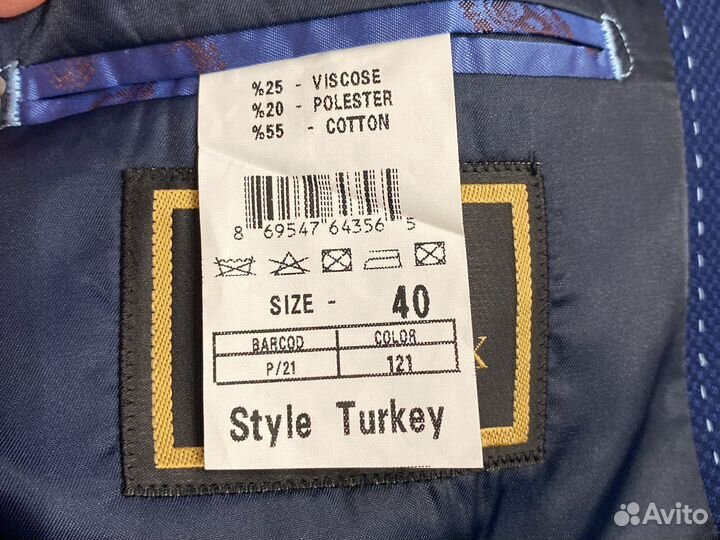 %25 - VISCOSE
%20 - POLESTER
%55 - COTTON
8 69547 64356 5
SIZE - 40
BARCOD COLOR
P/21 121
K
Style Turkey
Avito